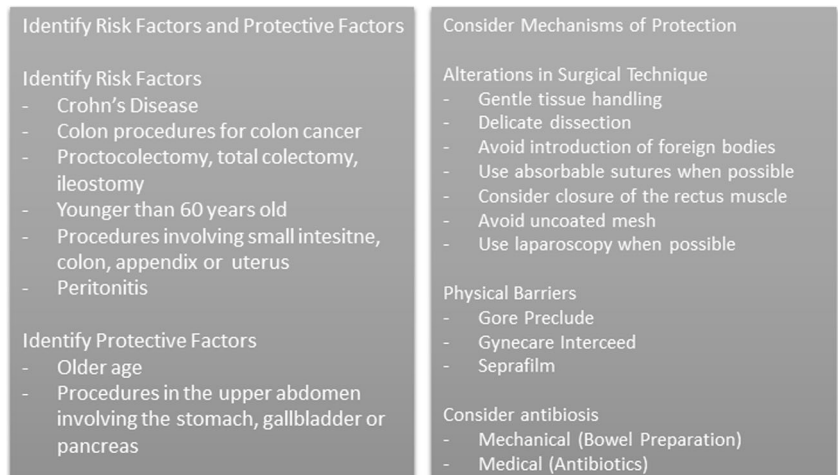 Identify Risk Factors and Protective Factors
Identify Risk Factors
- Crohn's Disease
- Colon procedures for colon cancer
- Proctocolectomy, total colectomy,
ileostomy
- Younger than 60 years old
- Procedures involving small intesitne,
colon, appendix or uterus
- Peritonitis
Identify Protective Factors
- Older age
- Procedures in the upper abdomen
involving the stomach, gallbladder or
pancreas
Consider Mechanisms of Protection
Alterations in Surgical Technique
- Gentle tissue handling
- Delicate dissection
- Avoid introduction of foreign bodies
- Use absorbable sutures when possible
- Consider closure of the rectus muscle
- Avoid uncoated mesh
- Use laparoscopy when possible
Physical Barriers
- Gore Preclude
- Gynecare Interceed
- Seprafilm
Consider antibiosis
- Mechanical (Bowel Preparation)
- Medical (Antibiotics)